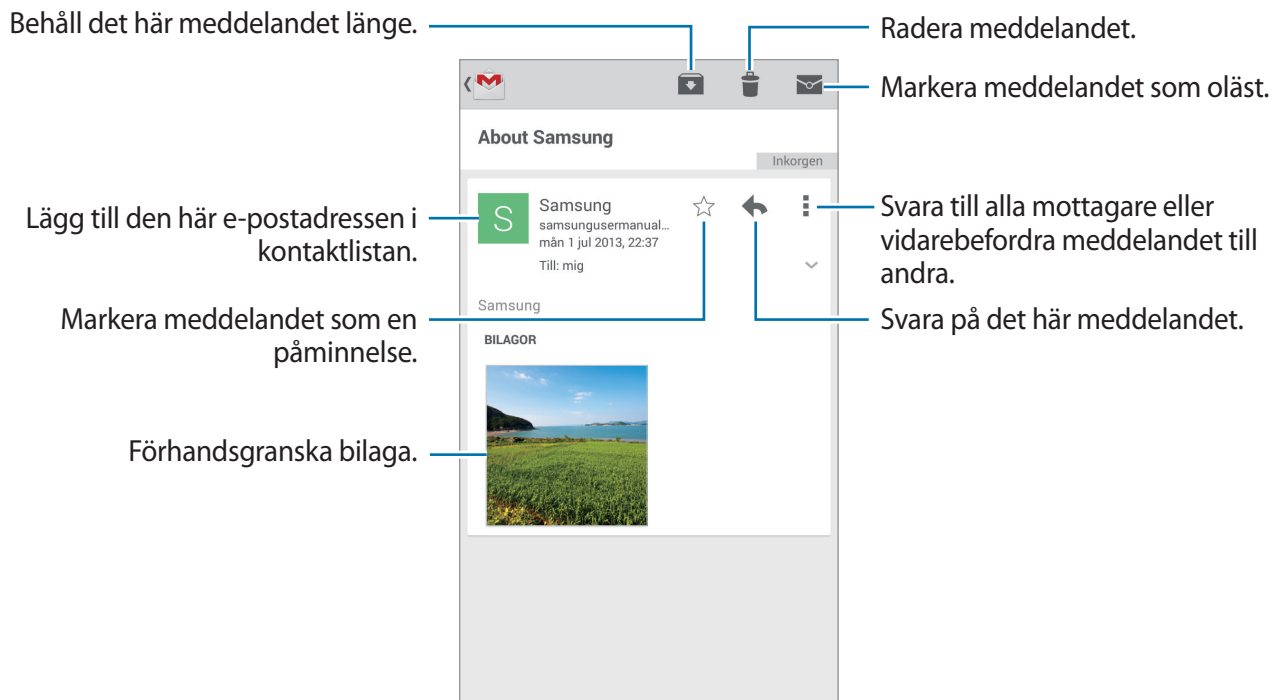 Behåll det här meddelandet länge.
Radera meddelandet.
Markera meddelandet som oläst.
About Samsung
Inkorgen
Lägg till den här e-postadressen i
kontaktlistan.
S
Samsung
samsungusermanual...
mån 1 jul 2013, 22:37
Till: mig
Svara till alla mottagare eller
vidarebefordra meddelandet till
andra.
Samsung
Markera meddelandet som en
påminnelse.
Svara på det här meddelandet.
BILAGOR
Förhandsgranska bilaga.